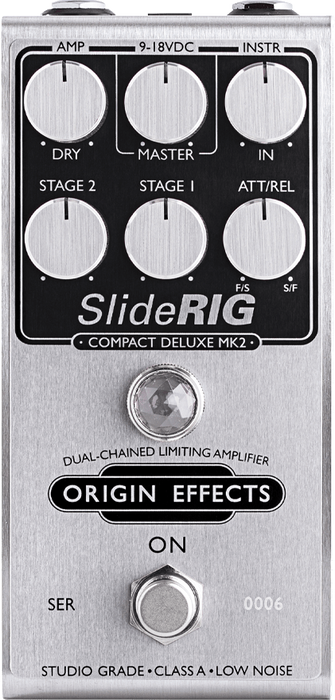 AMP 9-18VDC INSTR
DRY MASTER IN
STAGE 2 STAGE 1 ATT/REL
F/S S/F
SlideRIG
• COMPACT DELUXE MK2 •
DUAL-CHAINED LIMITING AMPLIFIER
ORIGIN EFFECTS
ON
SER 0006
STUDIO GRADE • CLASS A • LOW NOISE